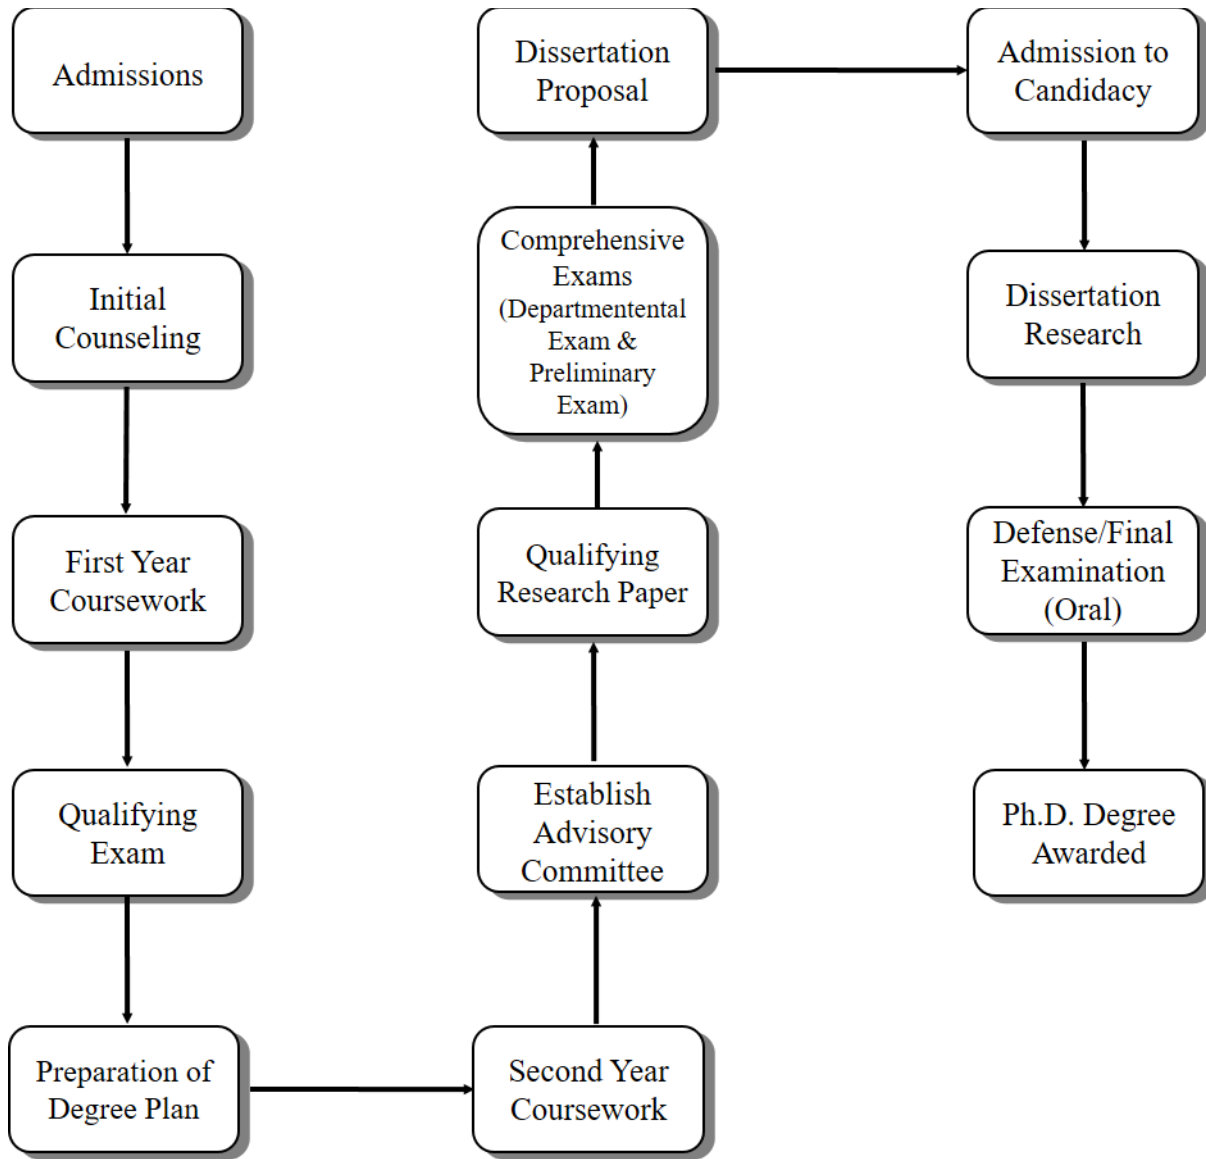 Admissions
Initial
Counseling
First Year
Coursework
Qualifying
Exam
Preparation of
Degree Plan
Second Year
Coursework
Establish
Advisory
Committee
Qualifying
Research Paper
Comprehensive
Exams
(Departmentental
Exam &
Preliminary
Exam)
Dissertation
Proposal
Admission to
Candidacy
Dissertation
Research
Defense/Final
Examination
(Oral)
Ph.D. Degree
Awarded